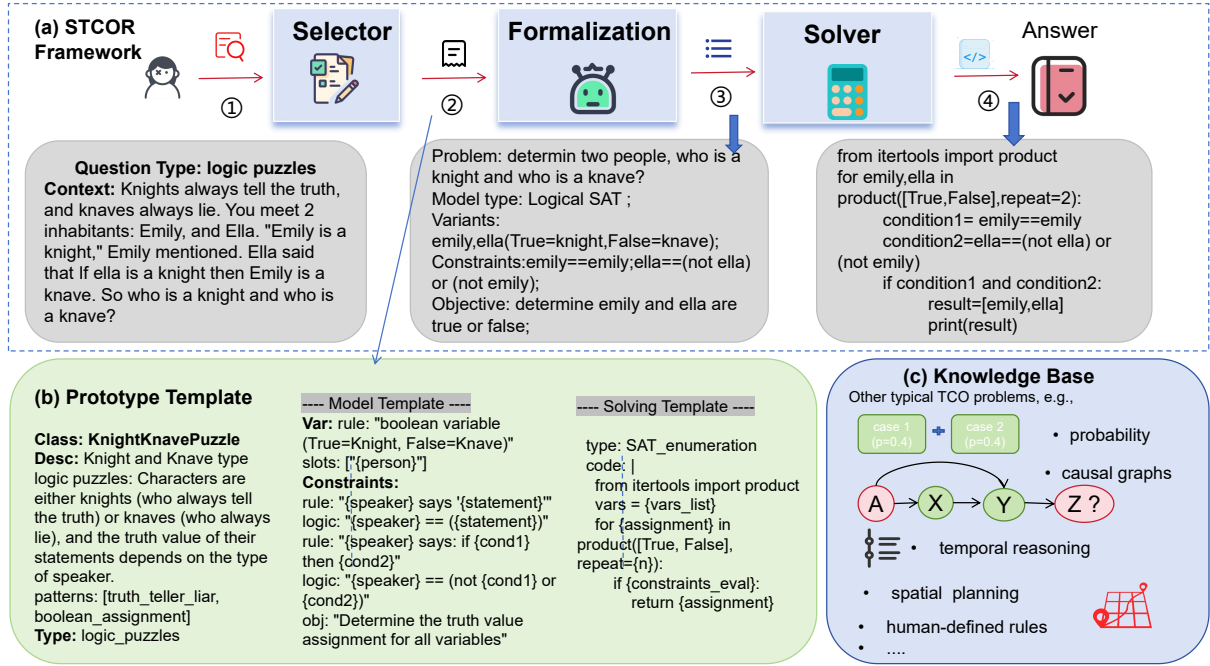 (a) STCOR
Framework
Selector
Formalization
Solver
Answer
</>
①
②
③
④
Question Type: logic puzzles
Context: Knights always tell the truth,
and knaves always lie. You meet 2
inhabitants: Emily, and Ella. "Emily is a
knight," Emily mentioned. Ella said
that If ella is a knight then Emily is a
knave. So who is a knight and who is
a knave?
Problem: determin two people, who is a
knight and who is a knave?
Model type: Logical SAT ;
Variants:
emily,ella(True=knight,False=knave);
Constraints:emily==emily;ella==(not ella)
or (not emily);
Objective: determine emily and ella are
true or false;
from itertools import product
for emily,ella in
product([True,False],repeat=2):
condition1= emily==emily
condition2=ella==(not ella) or
(not emily)
if condition1 and condition2:
result=[emily,ella]
print(result)
(b) Prototype Template
Class: KnightKnavePuzzle
Desc: Knight and Knave type
logic puzzles: Characters are
either knights (who always tell
the truth) or knaves (who always
lie), and the truth value of their
statements depends on the type
of speaker.
patterns: [truth_teller_liar,
boolean_assignment]
Type: logic_puzzles
---- Model Template ----
Var: rule: "boolean variable
(True=Knight, False=Knave)"
slots: ["{person}"]
Constraints:
rule: "{speaker} says '{statement}'"
logic: "{speaker} == ({statement})"
rule: "{speaker} says: if {cond1}
then {cond2}"
logic: "{speaker} == (not {cond1} or
{cond2})"
obj: "Determine the truth value
assignment for all variables"
---- Solving Template ----
type: SAT_enumeration
code: |
from itertools import product
vars = {vars_list}
for {assignment} in
product([True, False],
repeat={n}):
if {constraints_eval}:
return {assignment}
(c) Knowledge Base
Other typical TCO problems, e.g.,
case 1
(p=0.4)
case 2
(p=0.4)
• probability
• causal graphs
A
X
Y
Z ?
• temporal reasoning
• spatial planning
• human-defined rules
• ....